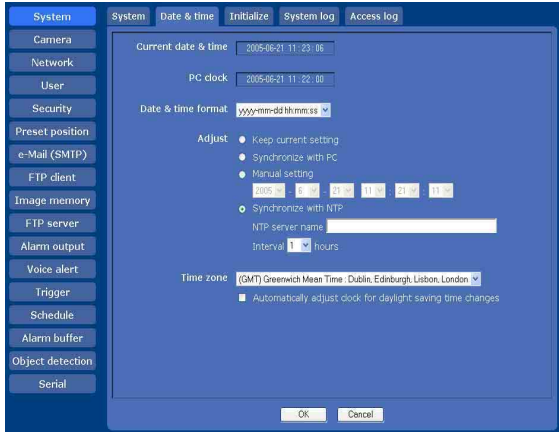 System
Camera
Network
User
Security
Preset position
e-Mail (SMTP)
FTP client
Image memory
FTP server
Alarm output
Voice alert
Trigger
Schedule
Alarm buffer
Object detection
Serial
System Date & time Initialize System log Access log
Current date & time 2005-06-21 11:23:06
PC clock 2005-06-21 11:22:00
Date & time format yyyy-mm-dd hh:mm:ss
Adjust Keep current setting
Synchronize with PC
Manual setting
2005 - 6 - 21 11 : 21 : 11
Synchronize with NTP
NTP server name
Interval 1 hours
Time zone (GMT) Greenwich Mean Time : Dublin, Edinburgh, Lisbon, London
Automatically adjust clock for daylight saving time changes
OK Cancel